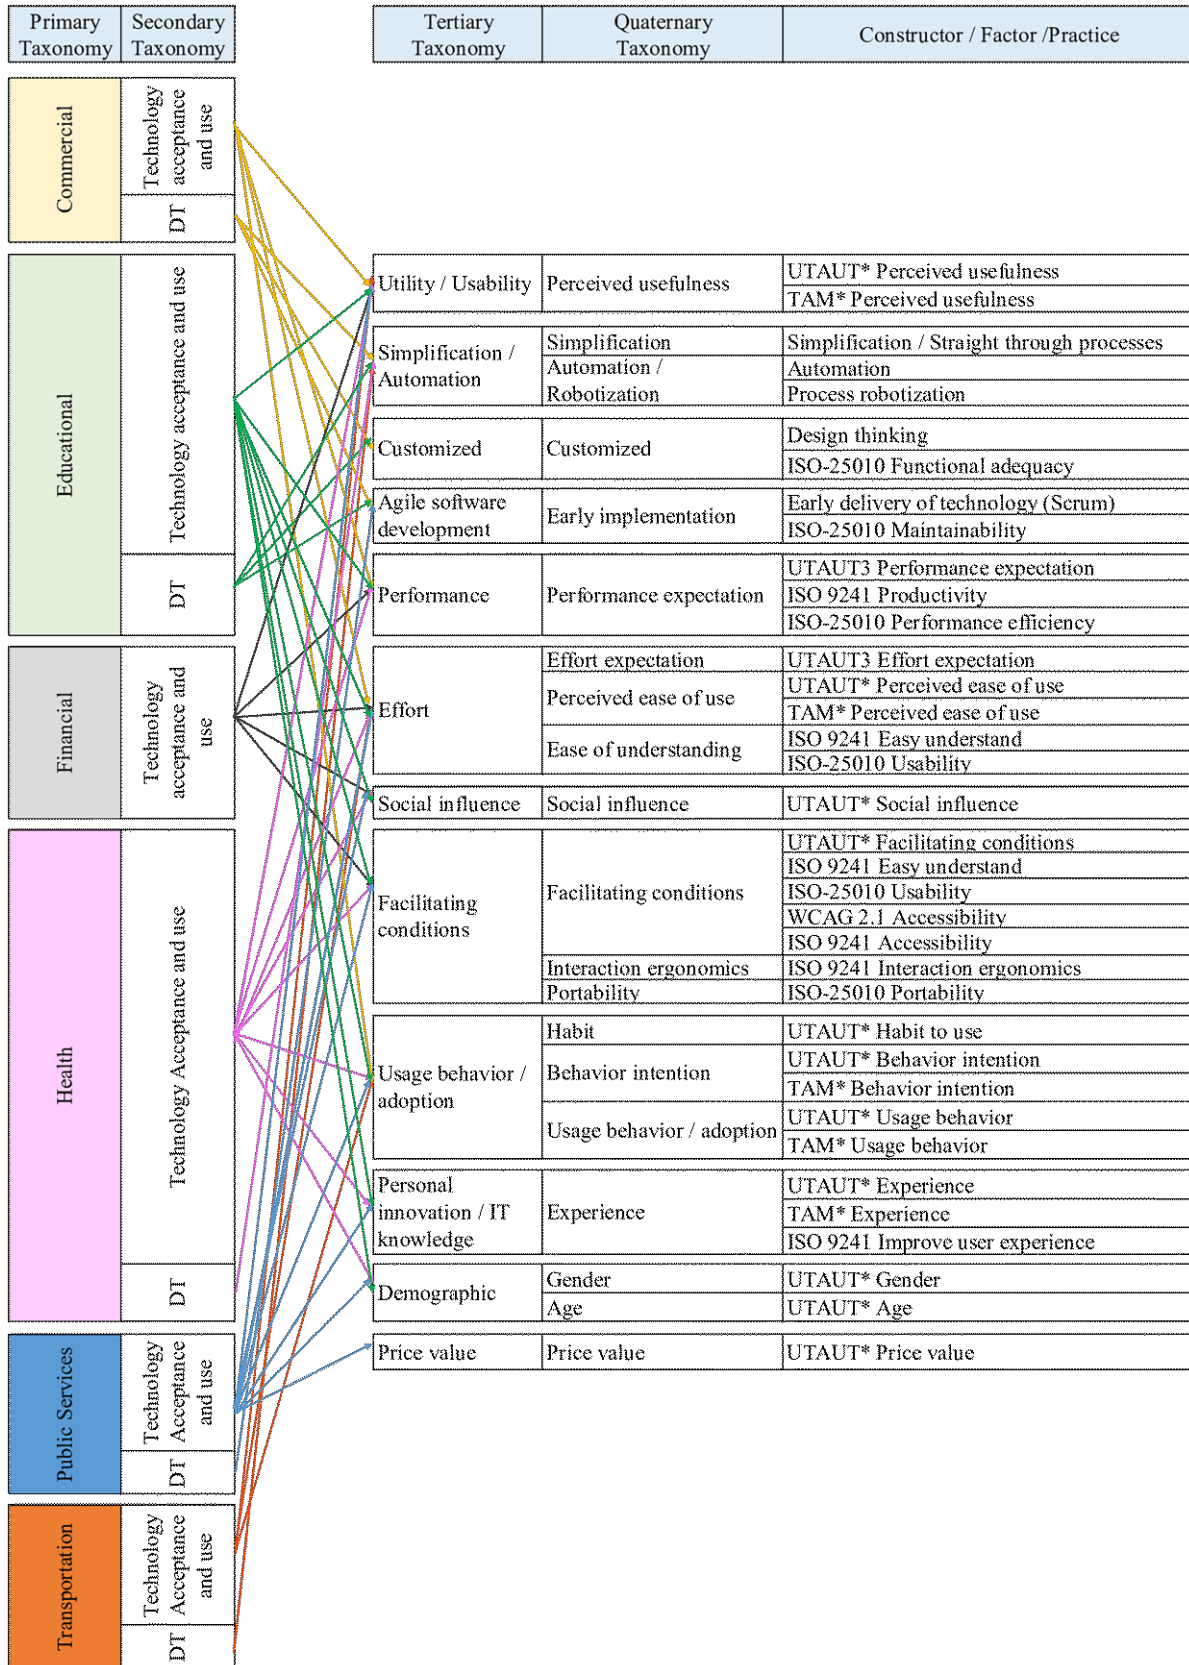 Primary
Taxonomy
Secondary
Taxonomy
Tertiary
Taxonomy
Quaternary
Taxonomy
Constructor / Factor /Practice
Commercial
Technology
acceptance
and use
DT
Educational
Technology acceptance and use
DT
Financial
Technology
acceptance and
use
Health
Technology Acceptance and use
DT
Public Services
Technology
Acceptance
and use
DT
Transportation
Technology
Acceptance
and use
DT
Utility / Usability
Perceived usefulness
UTAUT* Perceived usefulness
TAM* Perceived usefulness
Simplification /
Automation
Simplification
Simplification / Straight through processes
Automation /
Robotization
Automation
Process robotization
Customized
Customized
Design thinking
ISO-25010 Functional adequacy
Agile software
development
Early implementation
Early delivery of technology (Scrum)
ISO-25010 Maintainability
Performance
Performance expectation
UTAUT3 Performance expectation
ISO 9241 Productivity
ISO-25010 Performance efficiency
Effort
Effort expectation
UTAUT3 Effort expectation
Perceived ease of use
UTAUT* Perceived ease of use
TAM* Perceived ease of use
Ease of understanding
ISO 9241 Easy understand
ISO-25010 Usability
Social influence
Social influence
UTAUT* Social influence
Facilitating
conditions
Facilitating conditions
UTAUT* Facilitating conditions
ISO 9241 Easy understand
ISO-25010 Usability
WCAG 2.1 Accessibility
ISO 9241 Accessibility
Interaction ergonomics
ISO 9241 Interaction ergonomics
Portability
ISO-25010 Portability
Usage behavior /
adoption
Habit
UTAUT* Habit to use
Behavior intention
UTAUT* Behavior intention
TAM* Behavior intention
Usage behavior / adoption
UTAUT* Usage behavior
TAM* Usage behavior
Personal
innovation / IT
knowledge
Experience
UTAUT* Experience
TAM* Experience
ISO 9241 Improve user experience
Demographic
Gender
UTAUT* Gender
Age
UTAUT* Age
Price value
Price value
UTAUT* Price value